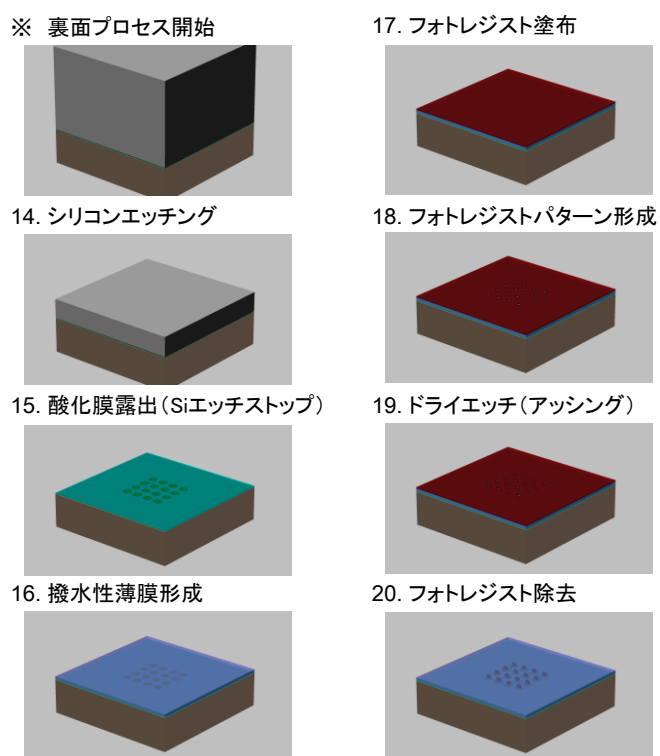 ※ 裏面プロセス開始
14. シリコンエッチング
15. 酸化膜露出（Siエッチストップ）
16. 撥水性薄膜形成
17. フォトレジスト塗布
18. フォトレジストパターン形成
19. ドライエッチ（アッシング）
20. フォトレジスト除去